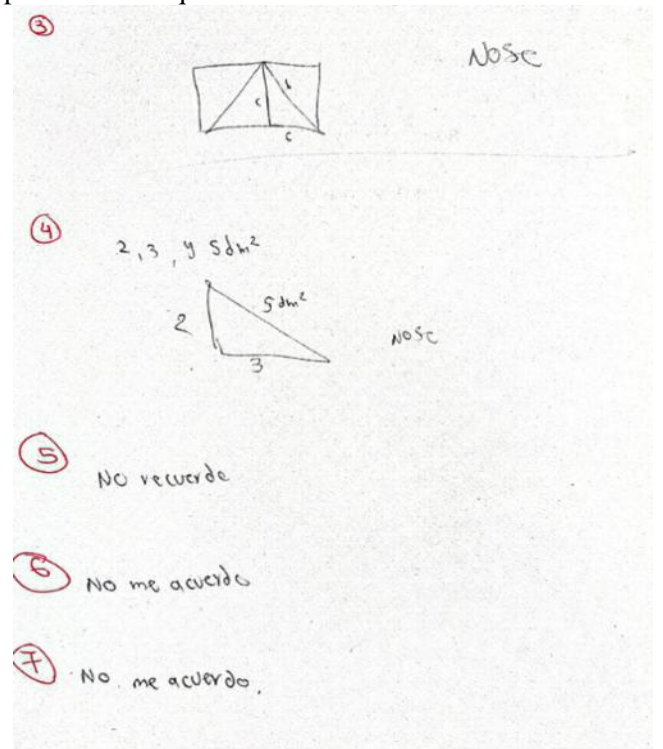 3
NOSe
b
c
c
4
2, 3, y 5dm²
5dm²
2
NOSe
3
5
NO recuerdo
6
NO me acuerdo
7
NO me acuerdo.